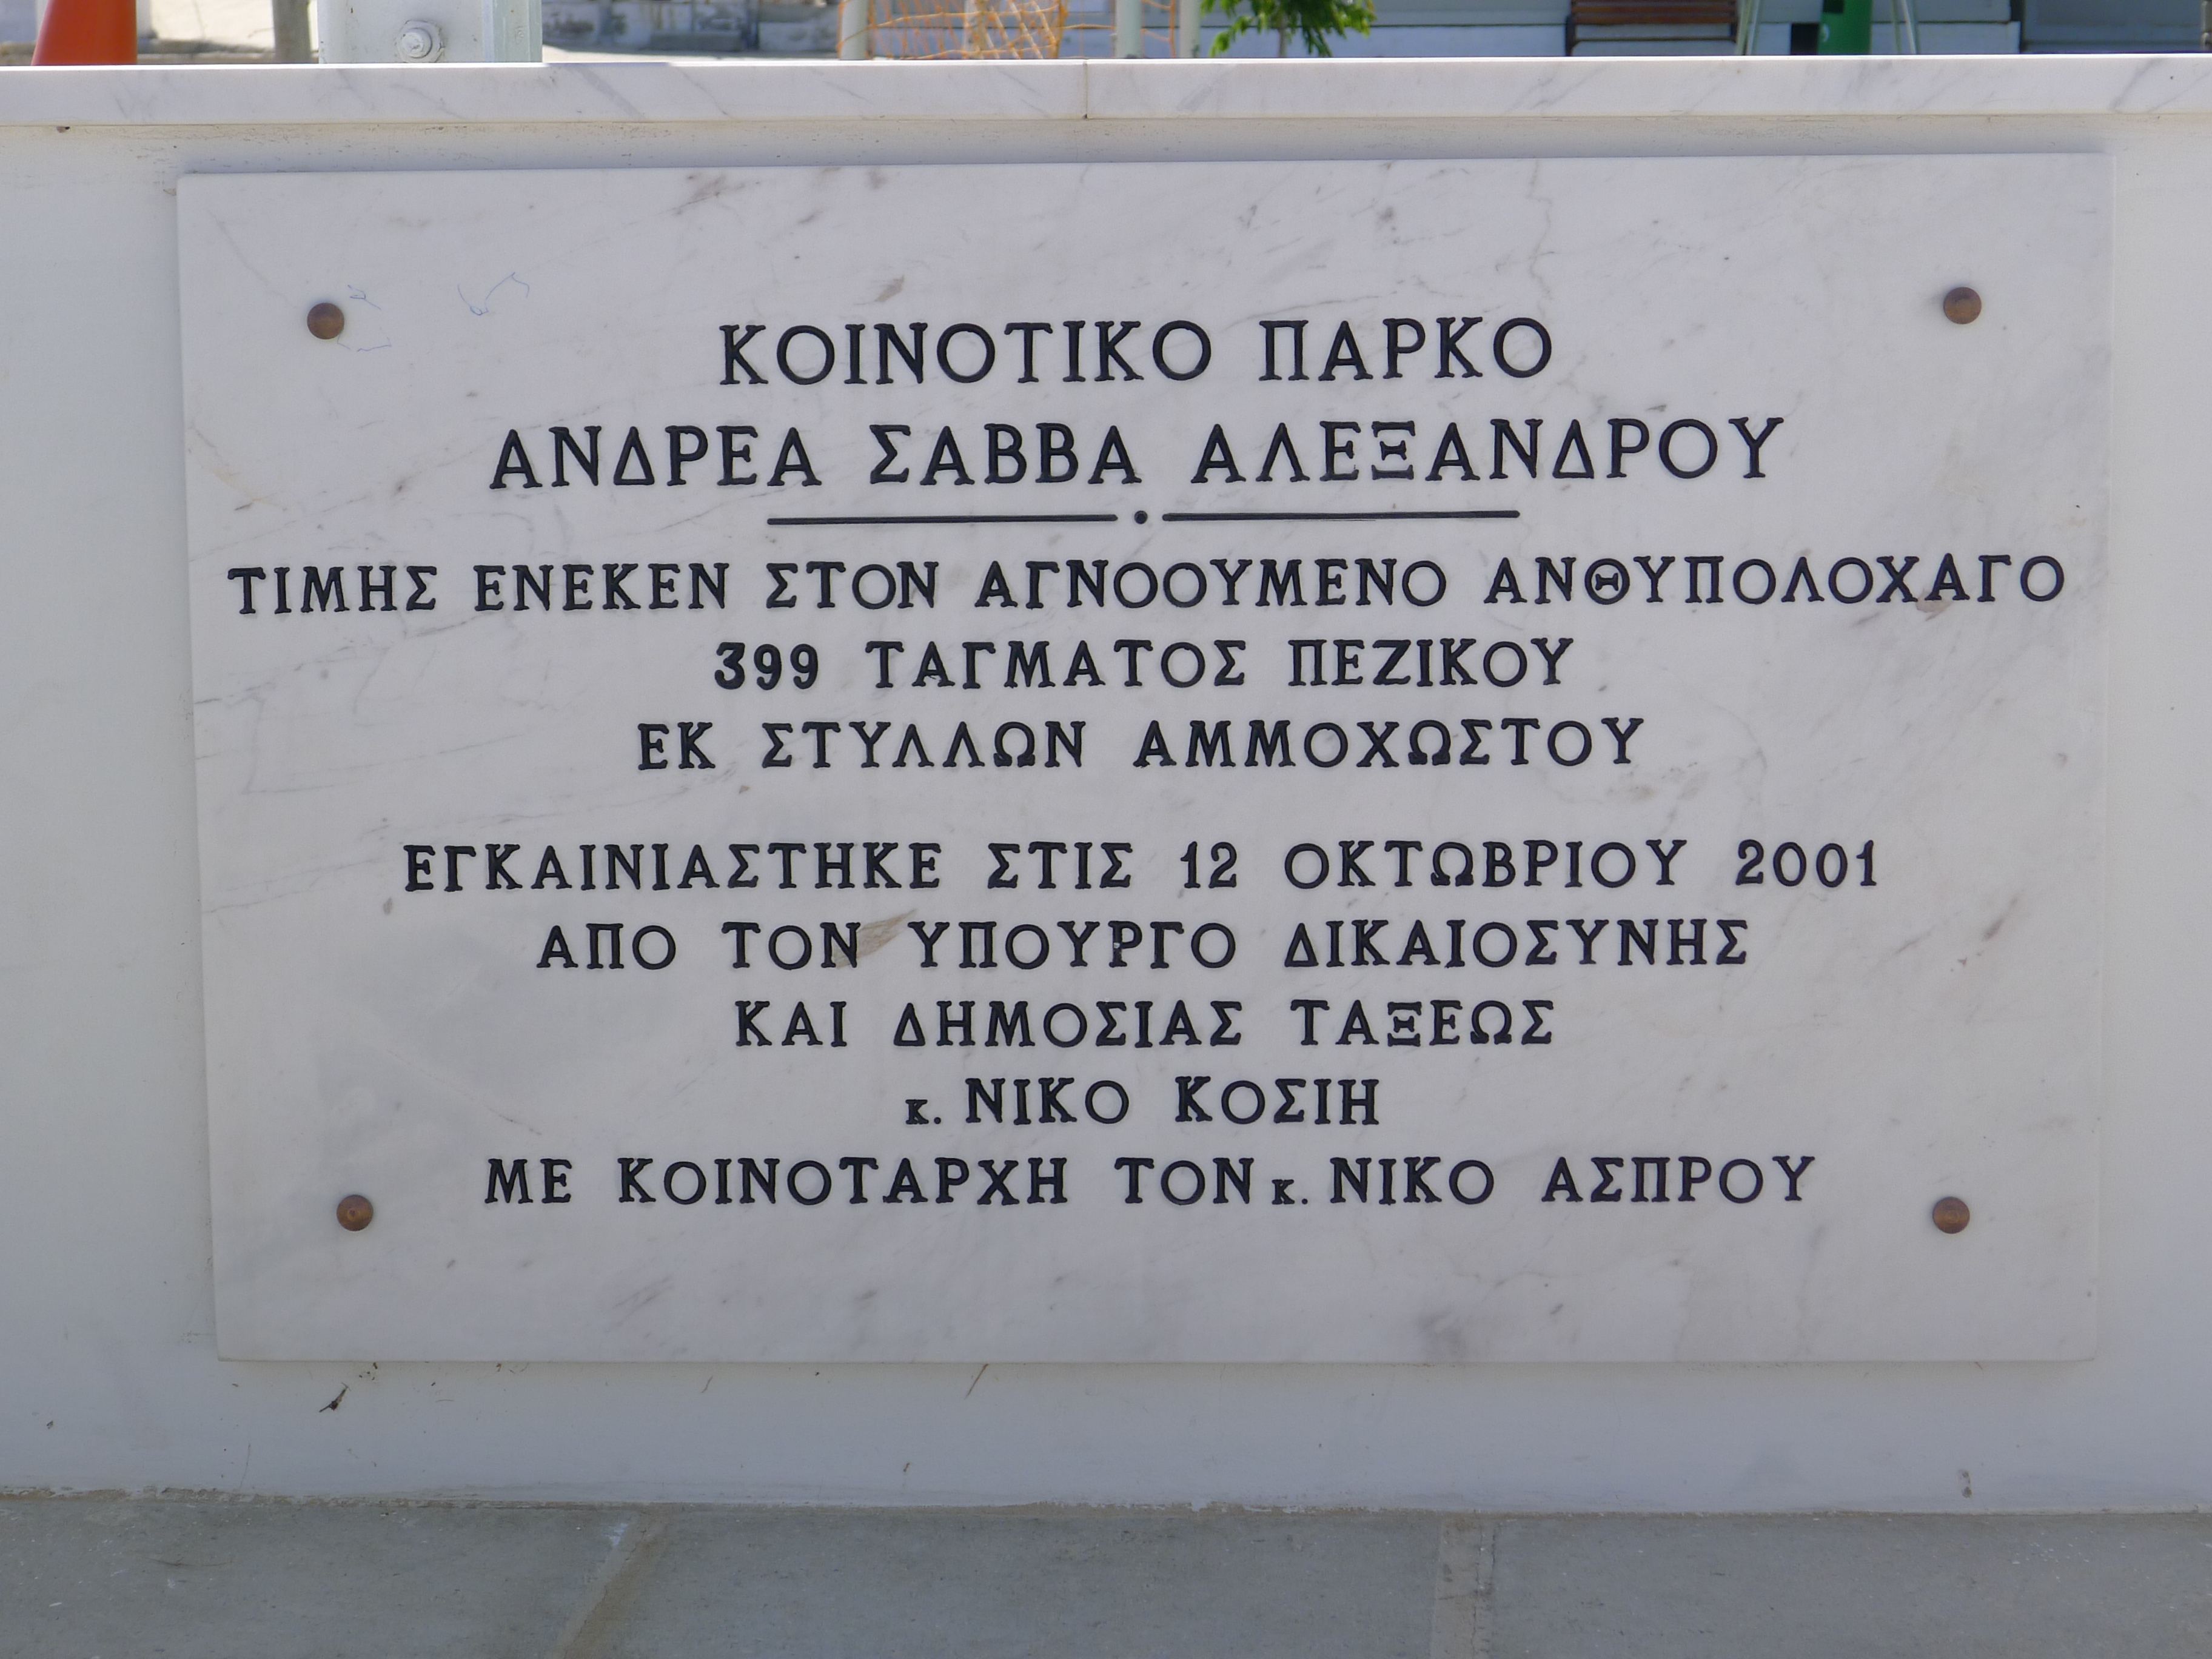 ΚΟΙΝΟΤΙΚΟ ΠΑΡΚΟ
ΑΝΔΡΕΑ ΣΑΒΒΑ ΑΛΕΞΑΝΔΡΟΥ
ΤΙΜΗΣ ΕΝΕΚΕΝ ΣΤΟΝ ΑΓΝΟΟΥΜΕΝΟ ΑΝΘΥΠΟΛΟΧΑΓΟ
399 ΤΑΓΜΑΤΟΣ ΠΕΖΙΚΟΥ
ΕΚ ΣΤΥΛΛΩΝ ΑΜΜΟΧΩΣΤΟΥ
ΕΓΚΑΙΝΙΑΣΤΗΚΕ ΣΤΙΣ 12 ΟΚΤΩΒΡΙΟΥ 2001
ΑΠΟ ΤΟΝ ΥΠΟΥΡΓΟ ΔΙΚΑΙΟΣΥΝΗΣ
ΚΑΙ ΔΗΜΟΣΙΑΣ ΤΑΞΕΩΣ
κ. ΝΙΚΟ ΚΟΣΙΗ
ΜΕ ΚΟΙΝΟΤΑΡΧΗ ΤΟΝ κ. ΝΙΚΟ ΑΣΠΡΟΥ